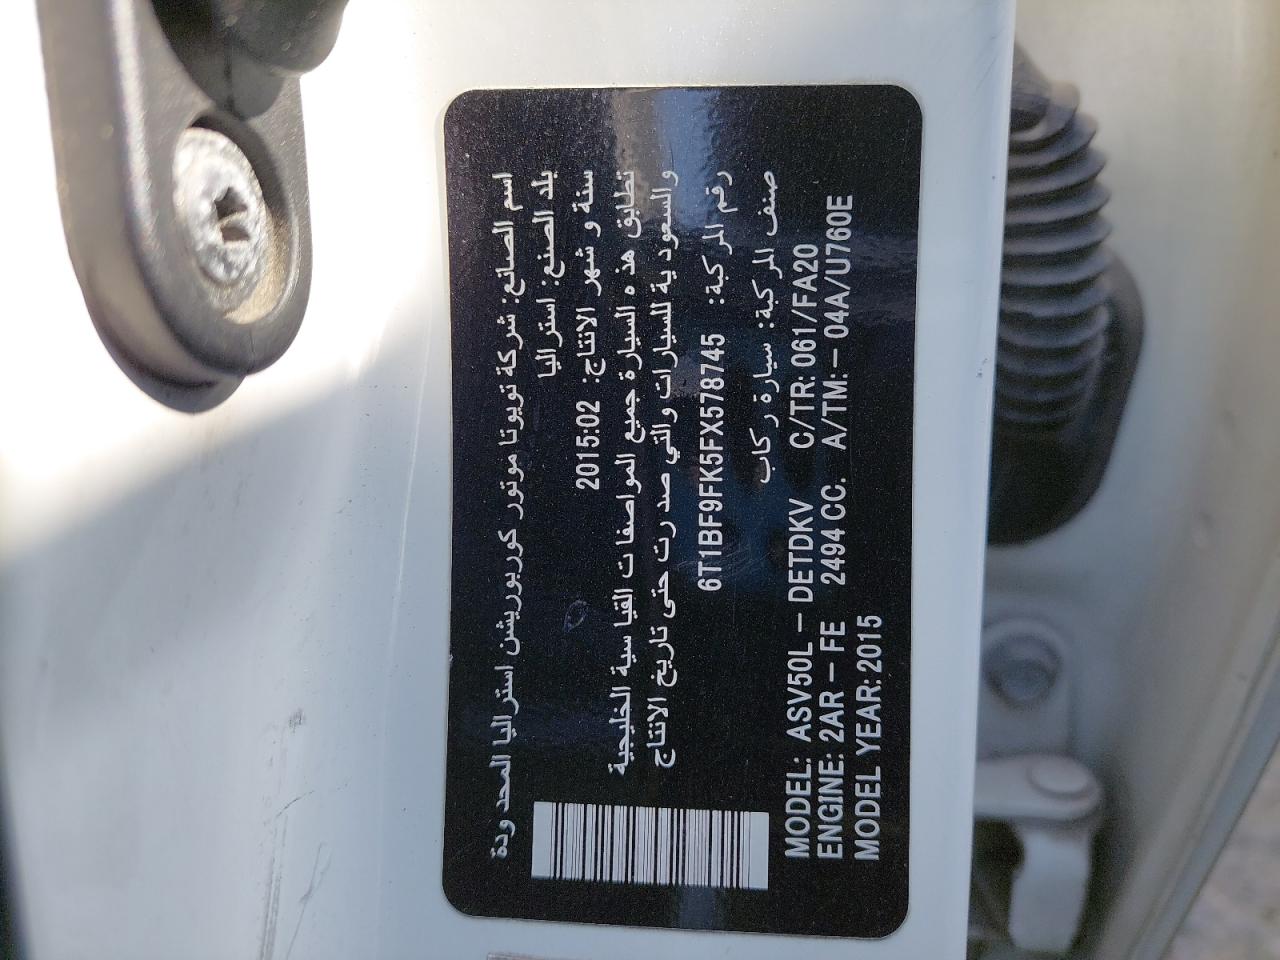 اسم الصانع: شركة تويوتا موتور كوربوريشن استراليا المحدودة
بلد الصنع: استراليا
سنة و شهر الانتاج: 2015:02
تطابق هذه السيارة جميع المواصفات القياسية الخليجية
والسعودية للسيارات والتي صدرت حتى تاريخ الانتاج
رقم المركبة: 6T1BF9FK5FX578745
صنف المركبة: سيارة ركاب
MODEL: ASV50L – DETDKV C/TR: 061/FA20
ENGINE: 2AR – FE 2494 CC. A/TM: – 04A/U760E
MODEL YEAR: 2015